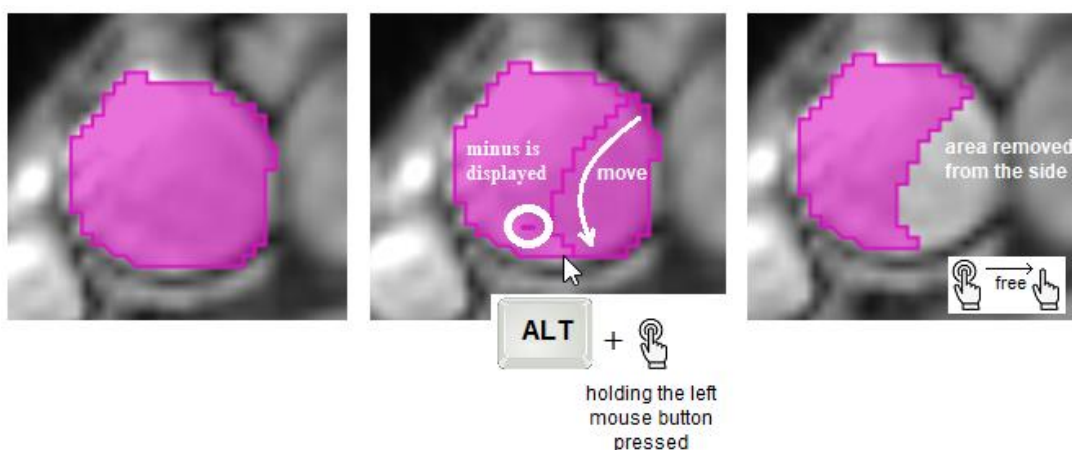 minus is
displayed
move
area removed
from the side
free
ALT
+
holding the left
mouse button
pressed